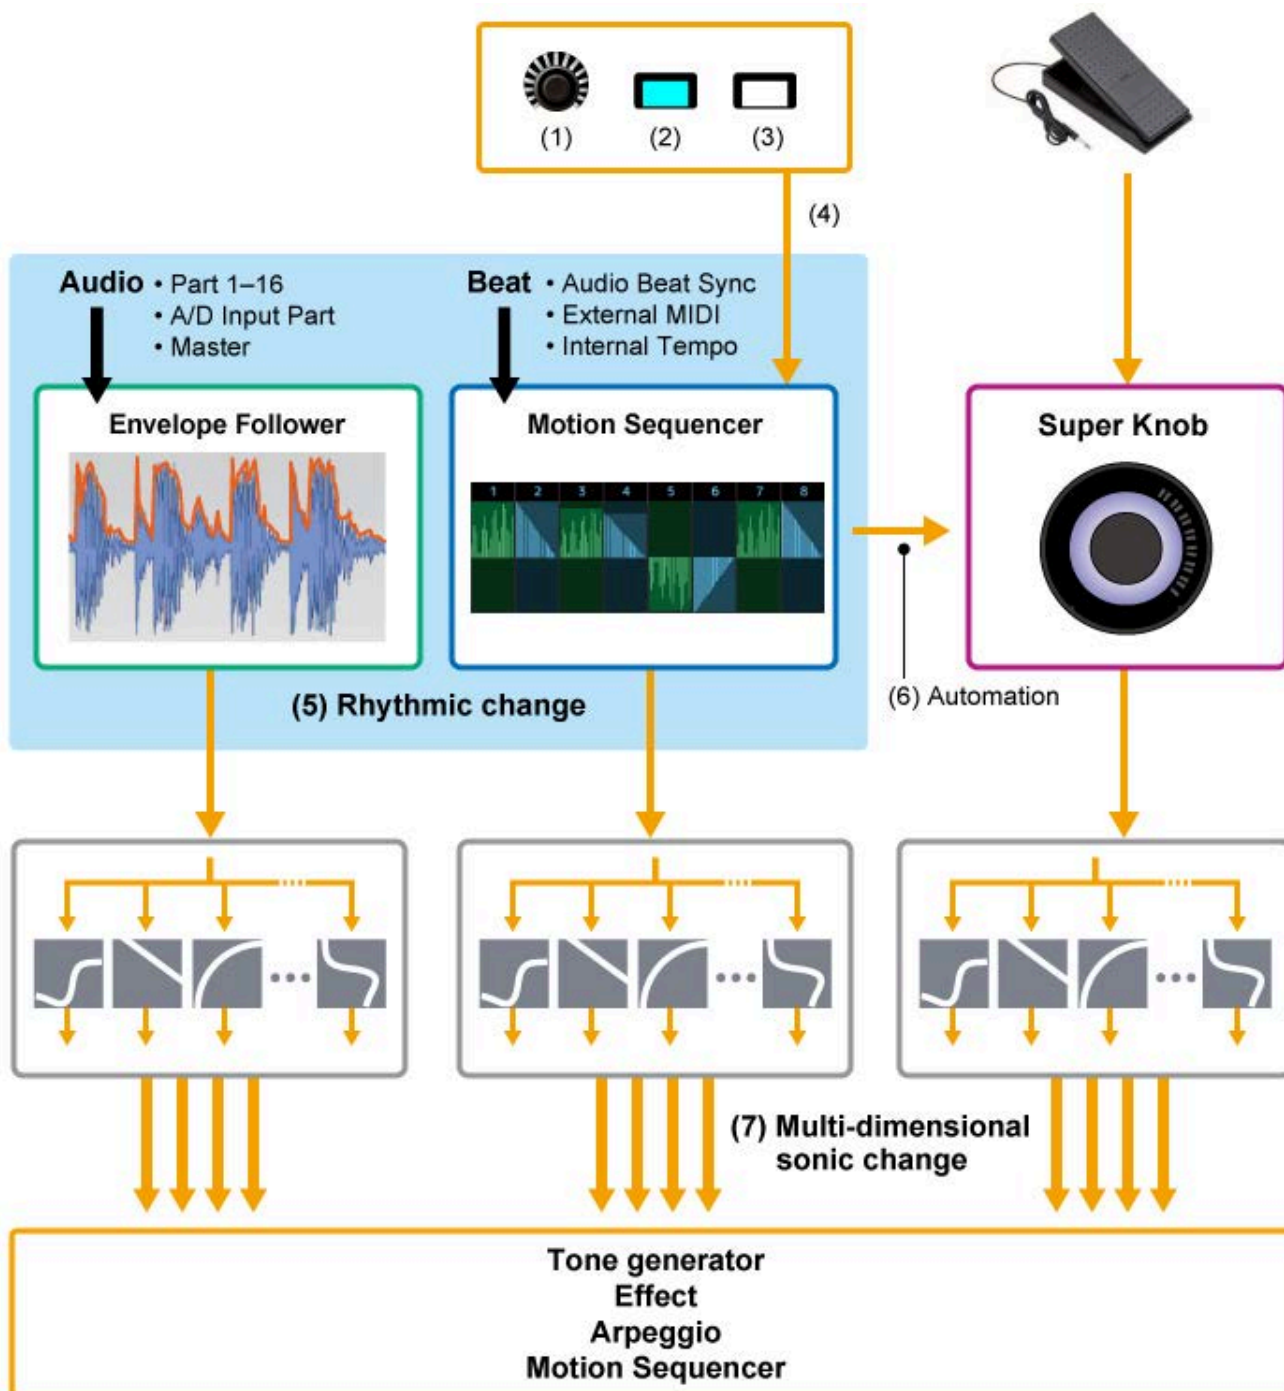 (1)
(2)
(3)
(4)
Audio • Part 1–16
• A/D Input Part
• Master
Beat • Audio Beat Sync
• External MIDI
• Internal Tempo
Envelope Follower
Motion Sequencer
1 2 3 4 5 6 7 8
Super Knob
(5) Rhythmic change
(6) Automation
(7) Multi-dimensional
sonic change
Tone generator
Effect
Arpeggio
Motion Sequencer